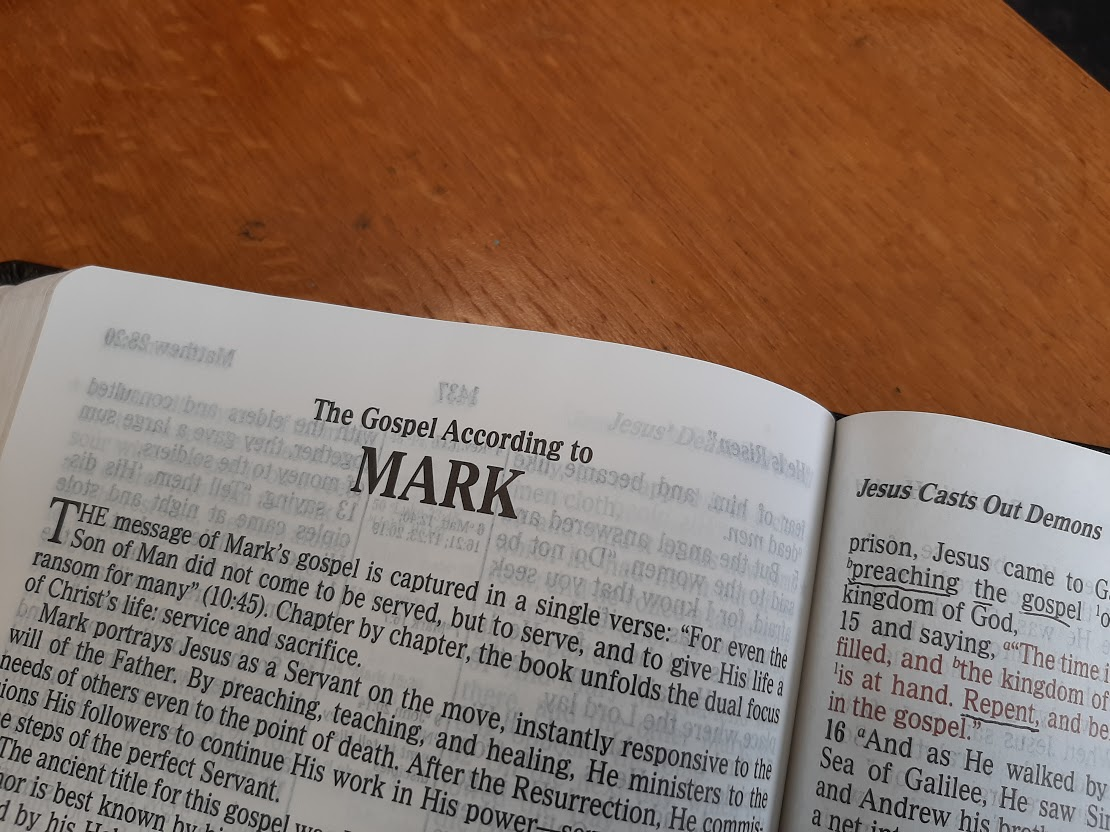 The Gospel According to
MARK
THE message of Mark's gospel is captured in a single verse: “For even the
Son of Man did not come to be served, but to serve, and to give His life a
ransom for many” (10:45). Chapter by chapter, the book unfolds the dual focus
of Christ's life: service and sacrifice.
Mark portrays Jesus as a Servant on the move, instantly responsive to the
will of the Father. By preaching, teaching, and healing, He ministers to the
needs of others even to the point of death. After the Resurrection, He commis-
sions His followers to continue His work in His power—
steps of the perfect Servant.
The ancient title for this gospel
is best known by
by his
Jesus Casts Out Demons
prison, Jesus came to
bpreaching the gospel
kingdom of God,
15 and saying, a“The time
filled, and bthe kingdom of
1is at hand. Repent, and
in the gospel.”
16 aAnd as He walked by
Sea of Galilee, He saw
and Andrew his
a net